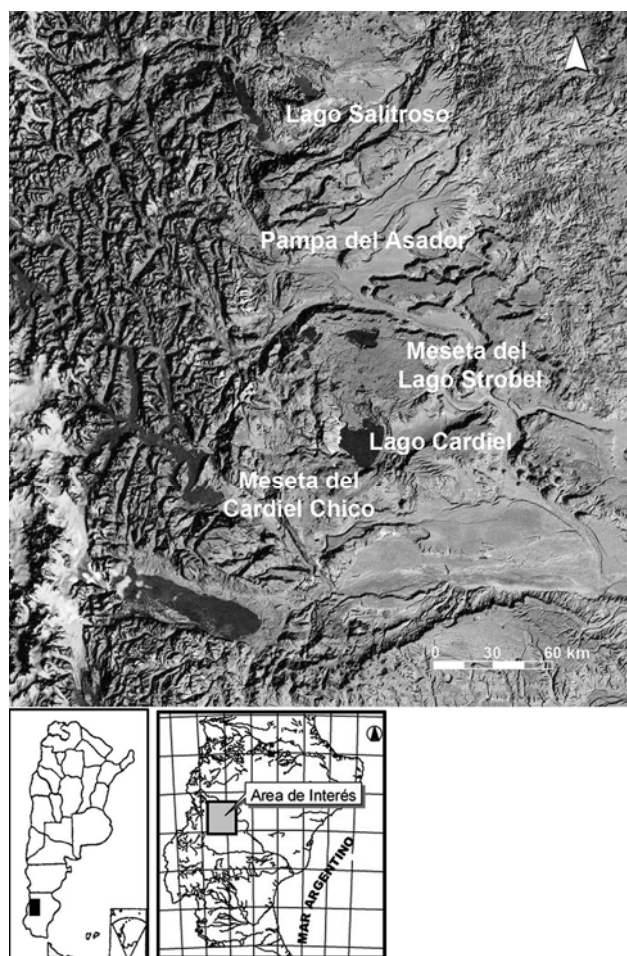 Lago Salitroso
Pampa del Asador
Meseta del
Lago Strobel
Lago Cardiel
Meseta del
Cardiel Chico
0 30 60 km
Area de Interés
MAR ARGENTINO